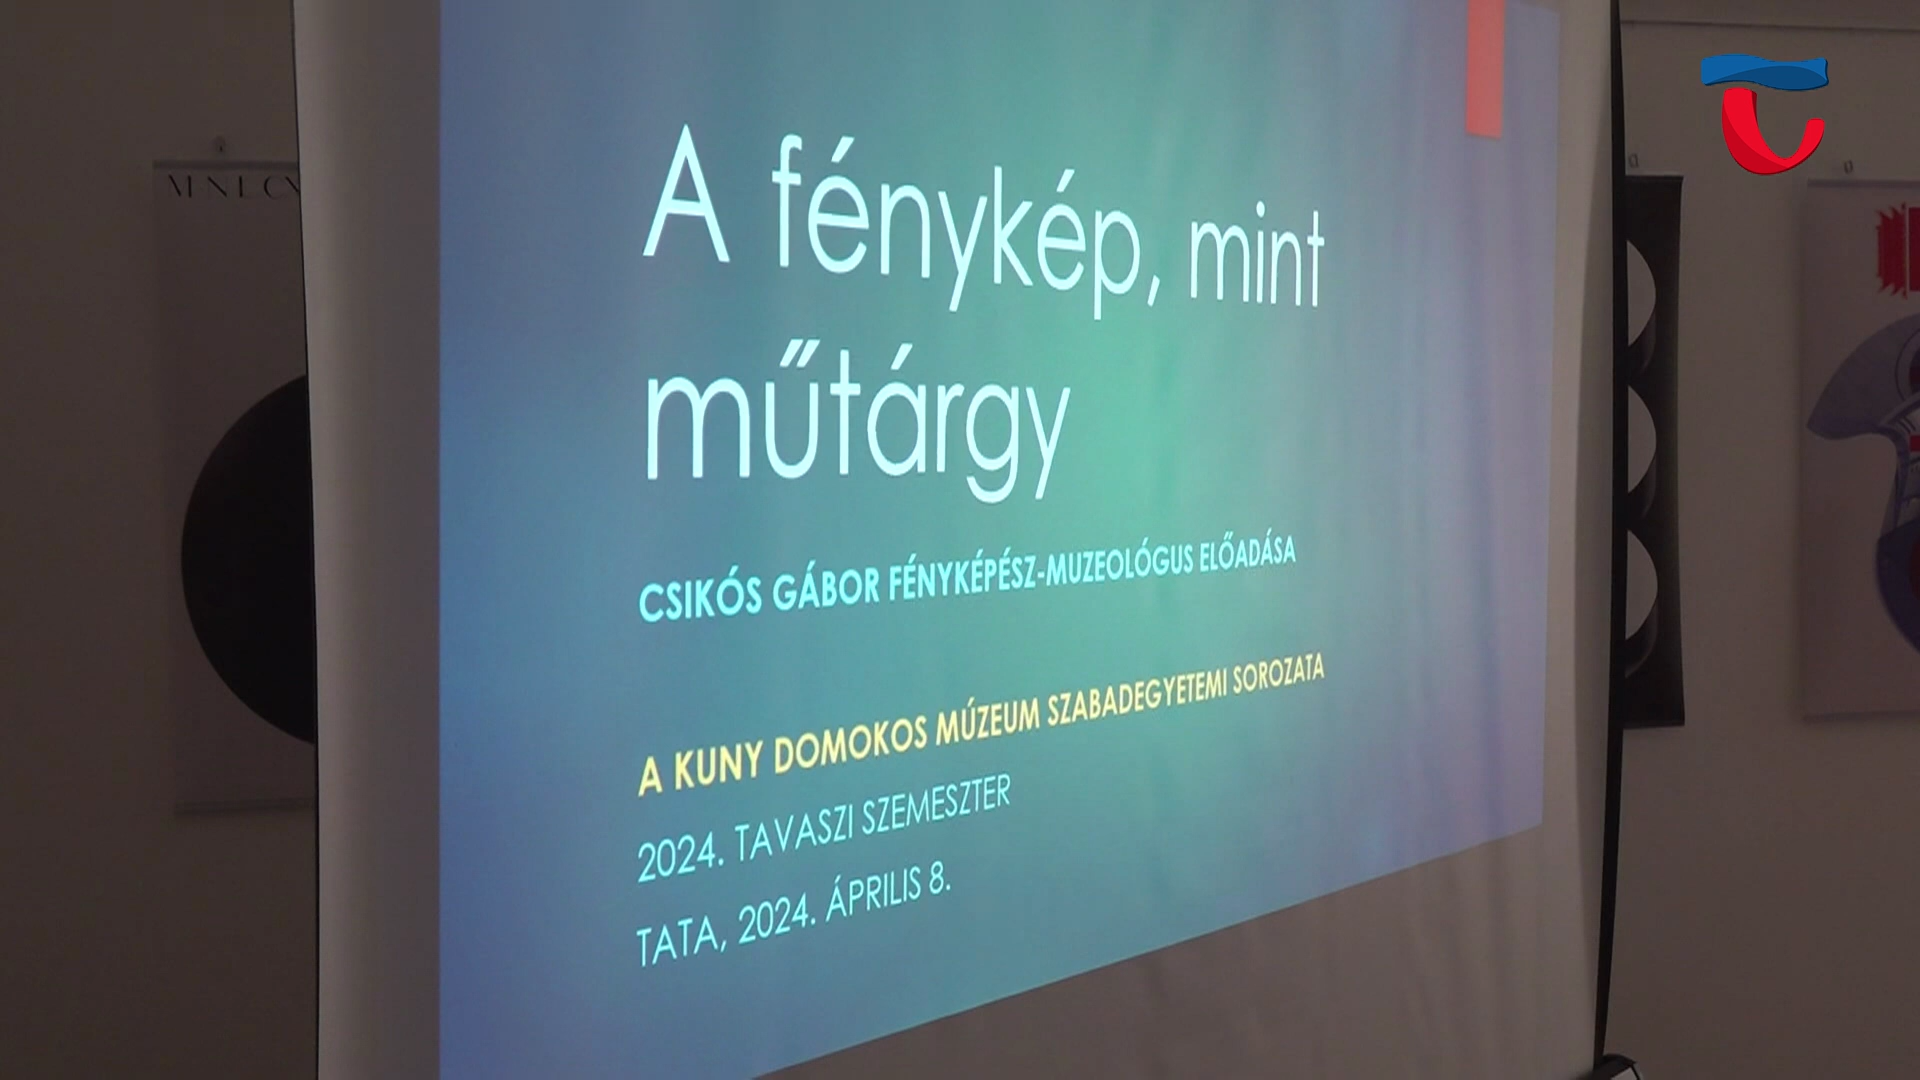 A fénykép, mint
műtárgy
CSIKÓS GÁBOR FÉNYKÉPÉSZ-MUZEOLÓGUS ELŐADÁSA
A KUNY DOMOKOS MÚZEUM SZABADEGYETEMI SOROZATA
2024. TAVASZI SZEMESZTER
TATA, 2024. ÁPRILIS 8.